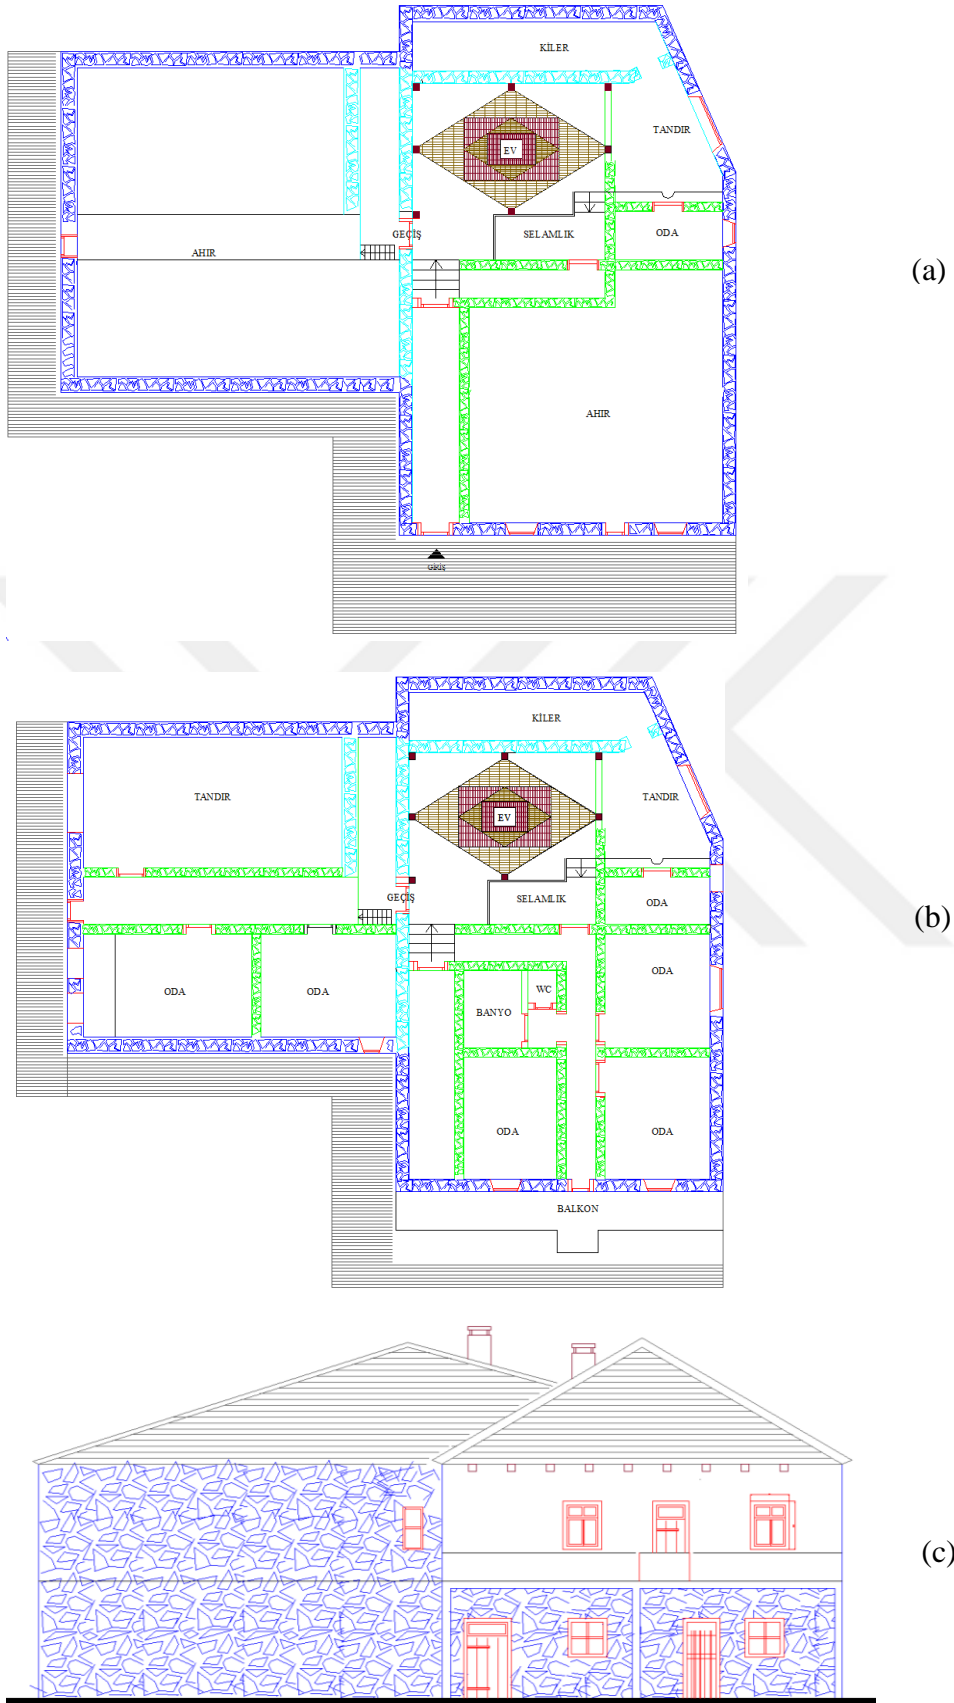 KİLER
TANDIR
EV
GEÇİŞ
SELAMLIK
ODA
AHIR
(a)
AHIR
GİRİŞ
KİLER
TANDIR
TANDIR
EV
GEÇİŞ
SELAMLIK
ODA
(b)
ODA
WC
ODA
ODA
BANYO
ODA
ODA
BALKON
(c)